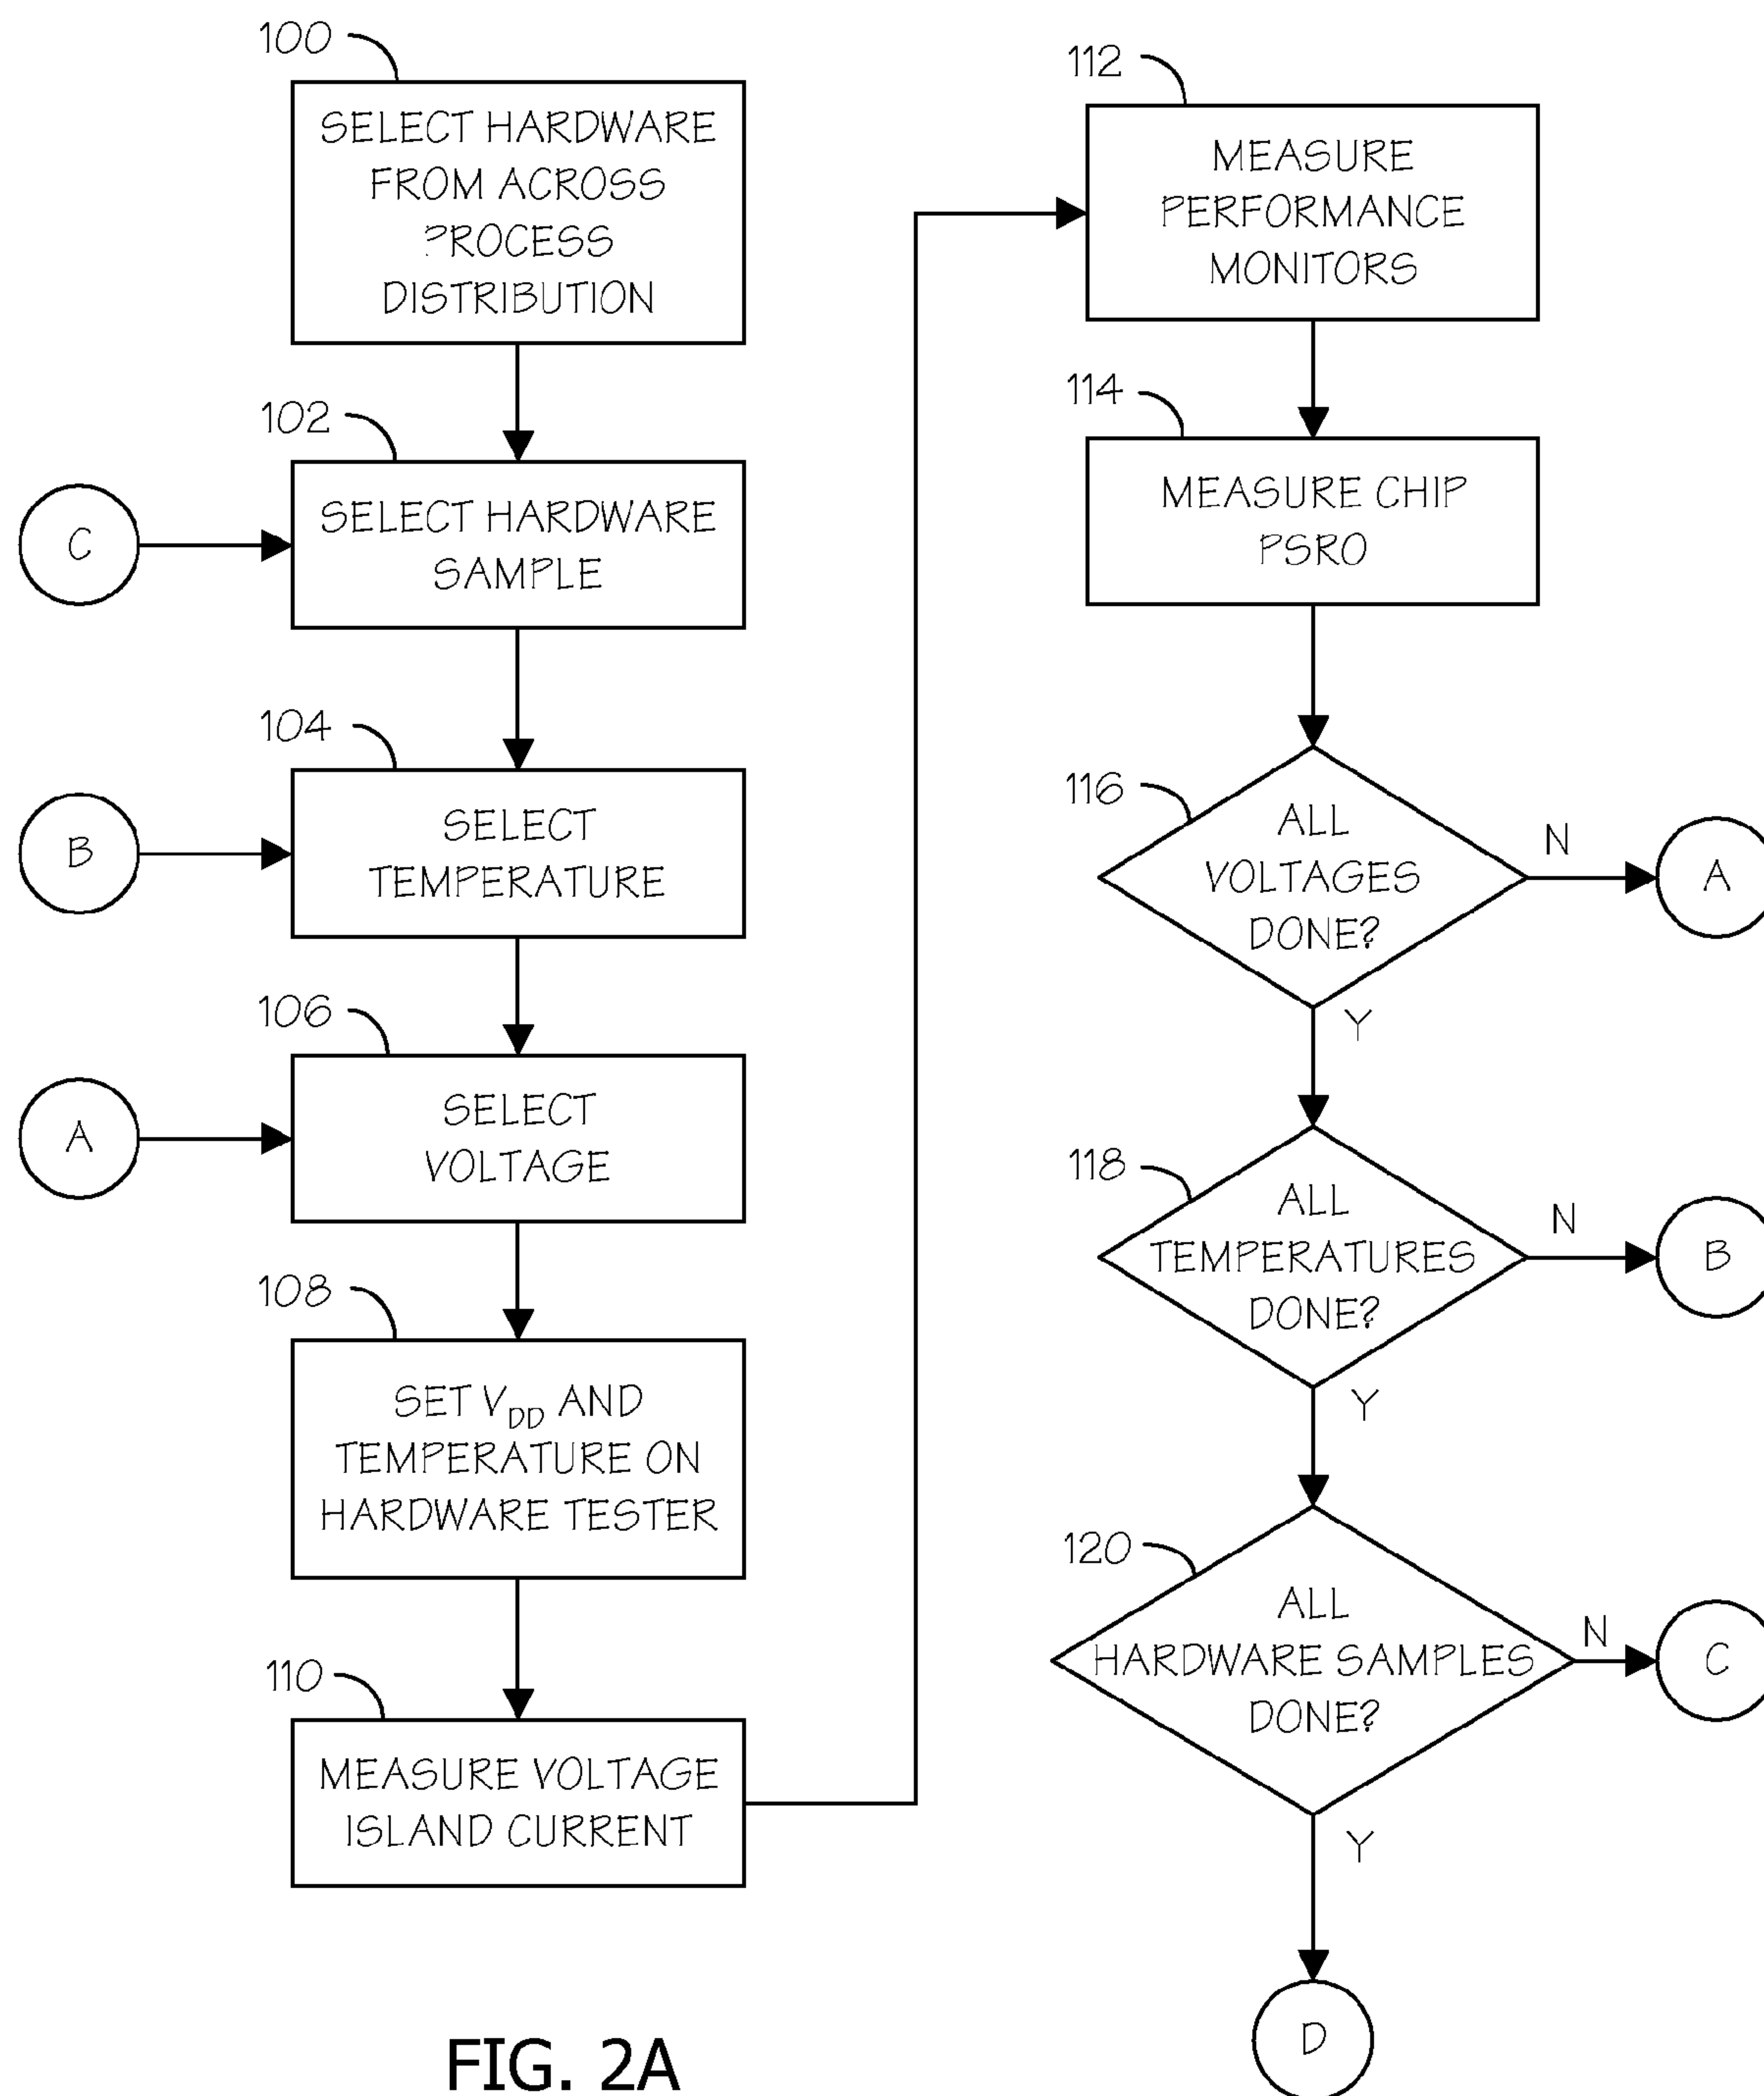 100
SELECT HARDWARE
FROM ACROSS
PROCESS
DISTRIBUTION
102
C
SELECT HARDWARE
SAMPLE
104
B
SELECT
TEMPERATURE
106
A
SELECT
VOLTAGE
108
SET VDD AND
TEMPERATURE ON
HARDWARE TESTER
110
MEASURE VOLTAGE
ISLAND CURRENT
112
MEASURE
PERFORMANCE
MONITORS
114
MEASURE CHIP
PSRO
116
ALL
VOLTAGES
DONE?
N
A
Y
118
ALL
TEMPERATURES
DONE?
N
B
Y
120
ALL
HARDWARE SAMPLES
DONE?
N
C
Y
D
FIG. 2A